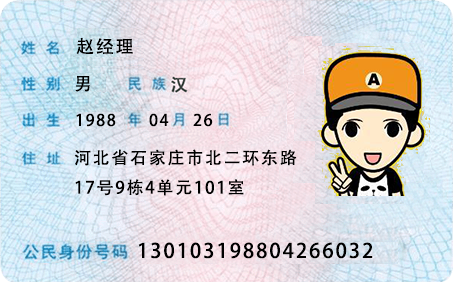 姓名 赵经理
性别 男 民族 汉
出生 1988 年 04 月 26 日
住址 河北省石家庄市北二环东路
17号9栋4单元101室
公民身份号码 130103198804266032
A